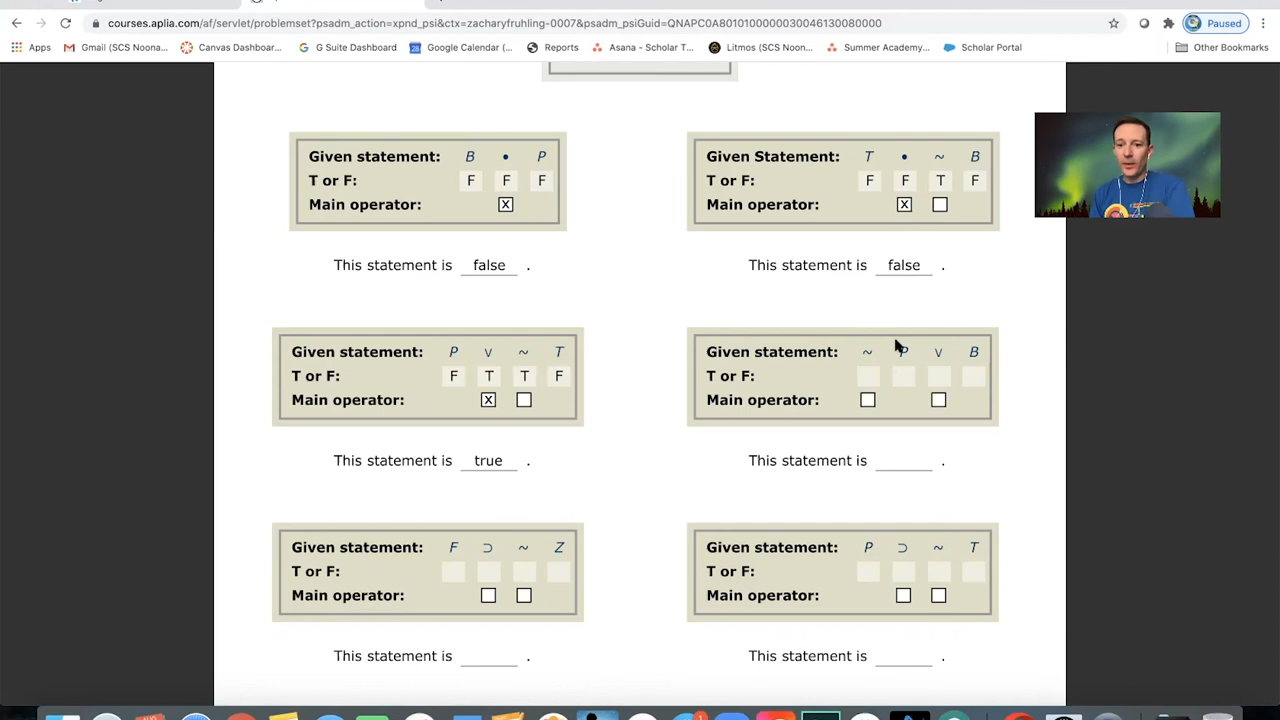 courses.aplia.com/af/servlet/problemset?psadm_action=xpnd_psi&ctx=zacharyfruhling-0007&psadm_psiGuid=QNAPC0A80101000000030046130080000
Paused
Apps Gmail (SCS Noona... Canvas Dashboar... G Suite Dashboard Google Calendar (... Reports Asana - Scholar T... Litmos (SCS Noon... Summer Academy... Scholar Portal Other Bookmarks
Given statement: B • P
T or F: F F F
Main operator: x
This statement is false .
Given Statement: T • ~ B
T or F: F F T F
Main operator: x
This statement is false .
Given statement: P v ~ T
T or F: F T T F
Main operator: x
This statement is true .
Given statement: ~ P v B
T or F:
Main operator:
This statement is ______ .
Given statement: F ⊃ ~ Z
T or F:
Main operator:
This statement is ______ .
Given statement: P ⊃ ~ T
T or F:
Main operator:
This statement is ______ .